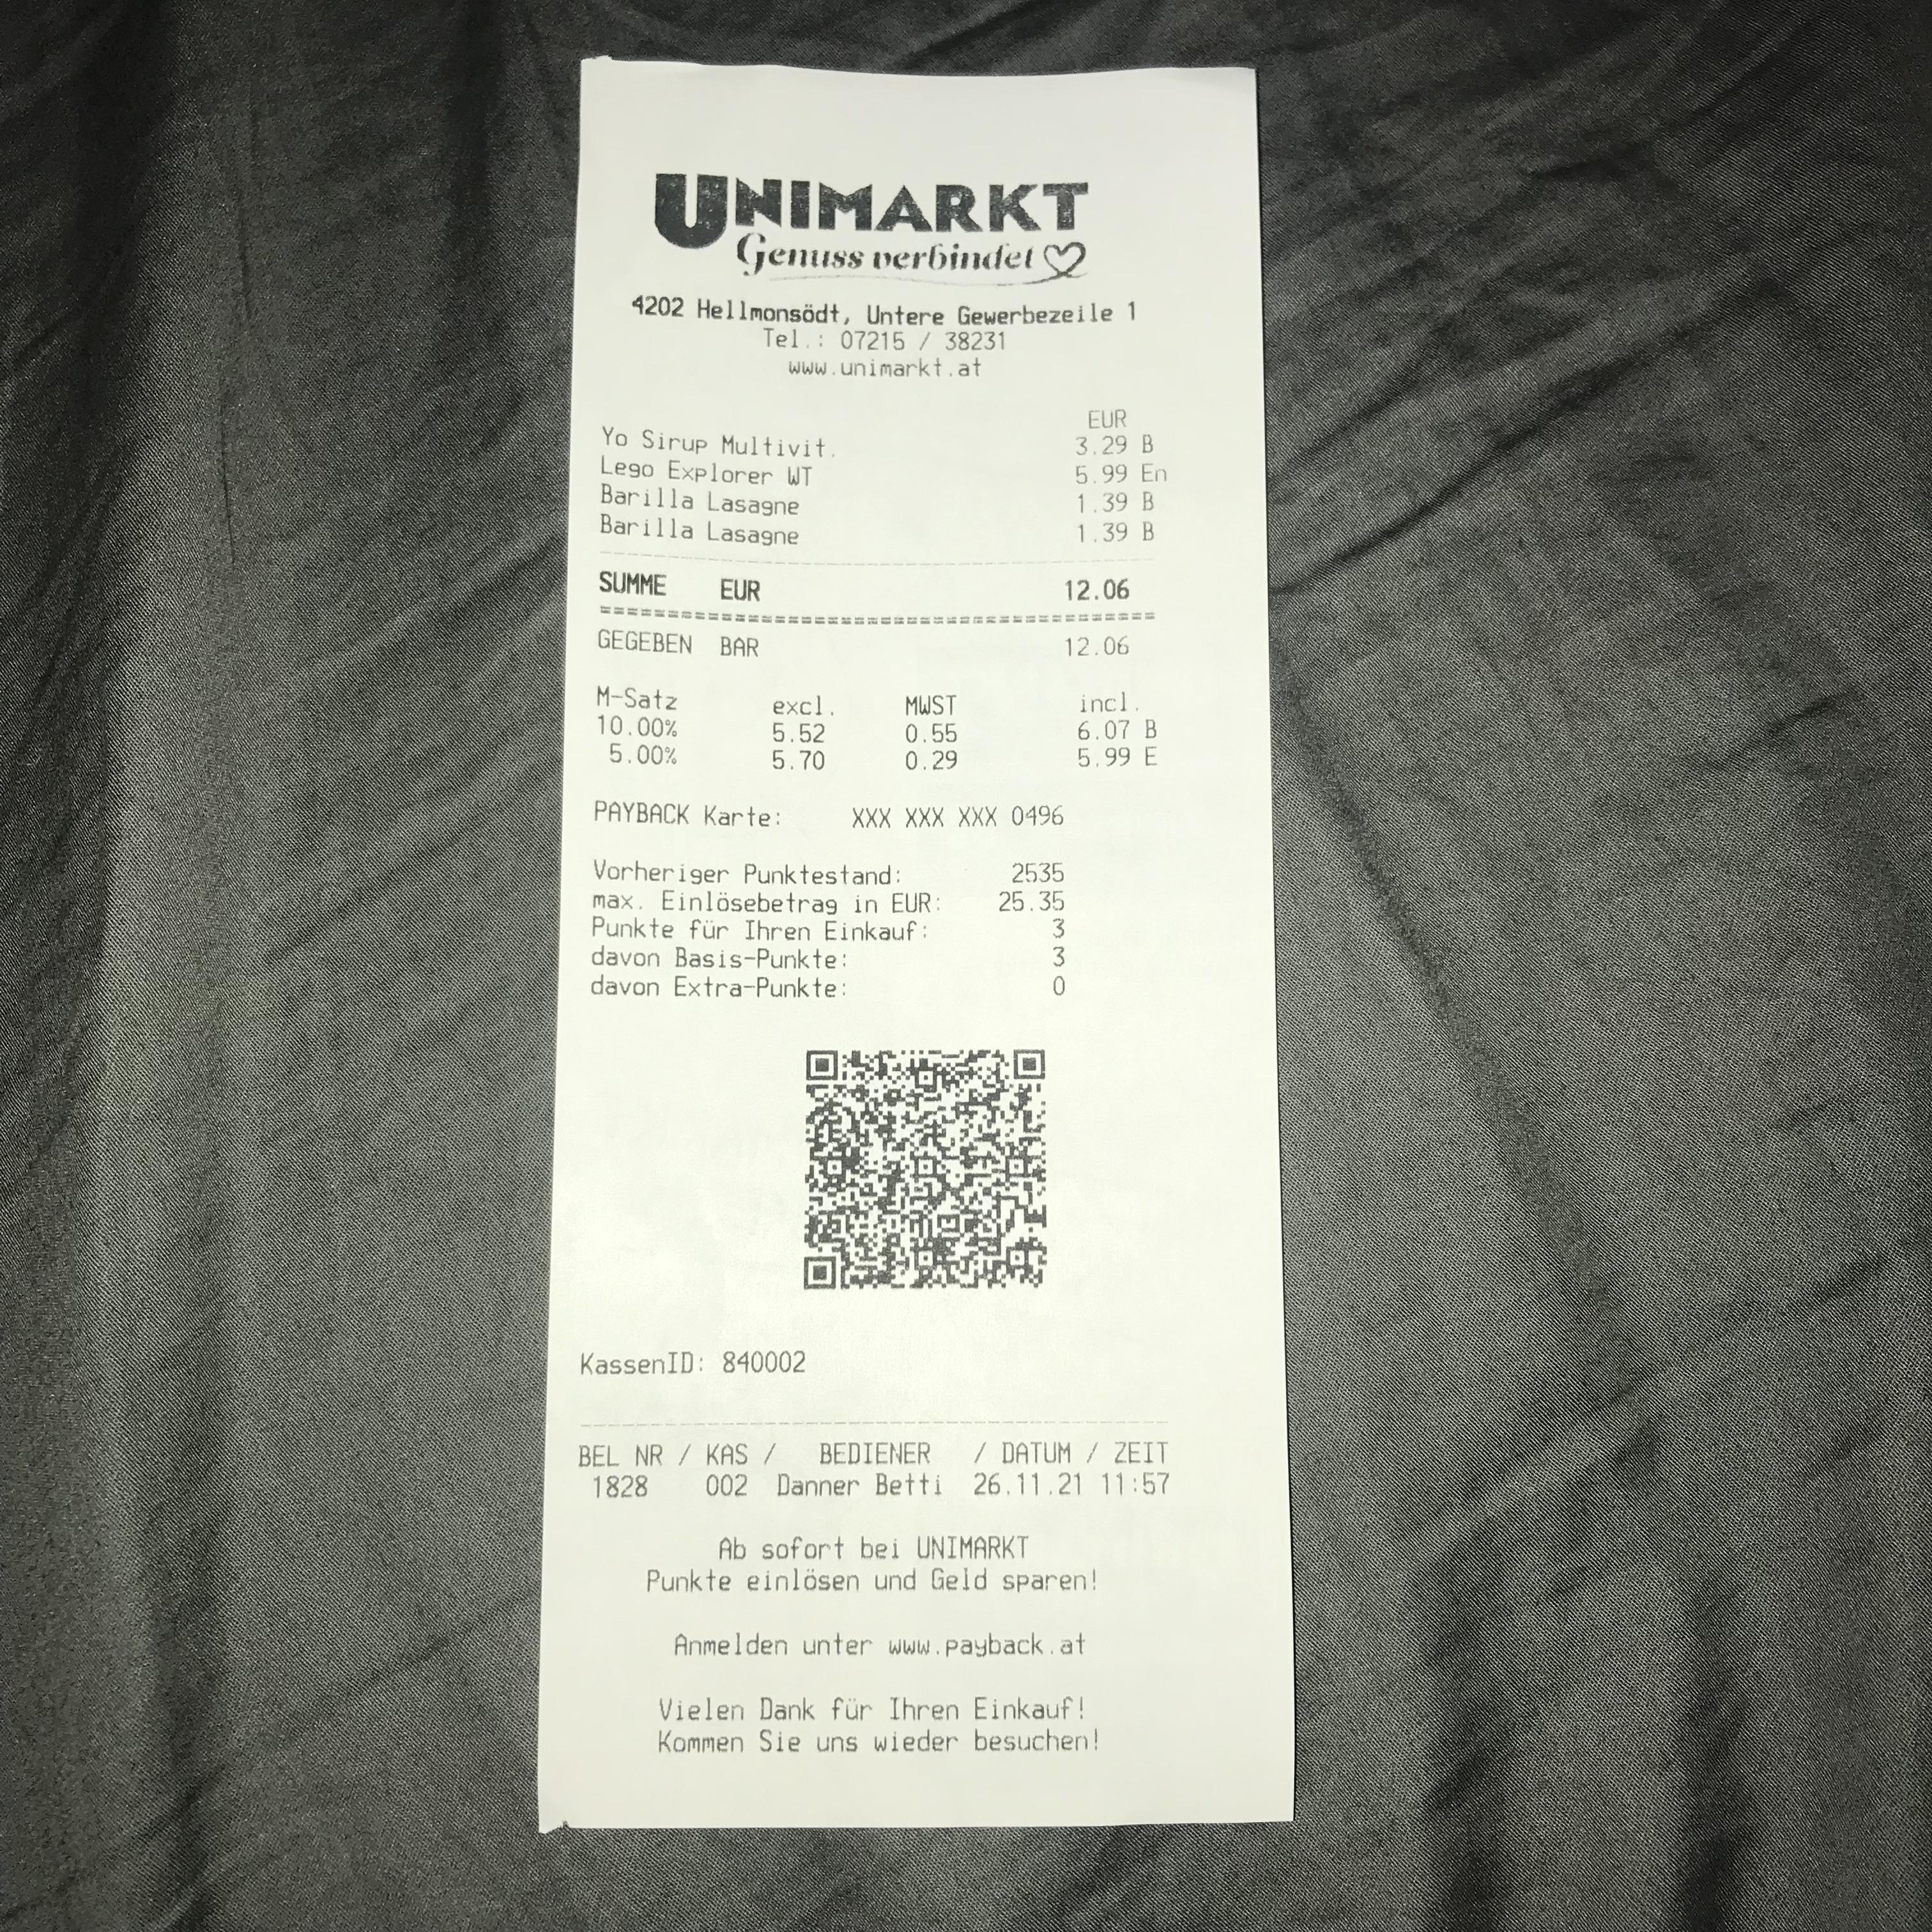 UNIMARKT
Genuss verbindet
4202 Hellmonsödt, Untere Gewerbezeile 1
Tel.: 07215 / 38231
www.unimarkt.at
EUR
Yo Sirup Multivit. 3.29 B
Lego Explorer WT 5.99 En
Barilla Lasagne 1.39 B
Barilla Lasagne 1.39 B
SUMME EUR 12.06
GEGEBEN BAR 12.06
M-Satz excl. MWST incl.
10.00% 5.52 0.55 6.07 B
5.00% 5.70 0.29 5.99 E
PAYBACK Karte: XXX XXX XXX 0496
Vorheriger Punktestand: 2535
max. Einlösebetrag in EUR: 25.35
Punkte für Ihren Einkauf: 3
davon Basis-Punkte: 3
davon Extra-Punkte: 0
KassenID: 840002
BEL NR / KAS / BEDIENER / DATUM / ZEIT
1828 002 Danner Betti 26.11.21 11:57
Ab sofort bei UNIMARKT
Punkte einlösen und Geld sparen!
Anmelden unter www.payback.at
Vielen Dank für Ihren Einkauf!
Kommen Sie uns wieder besuchen!